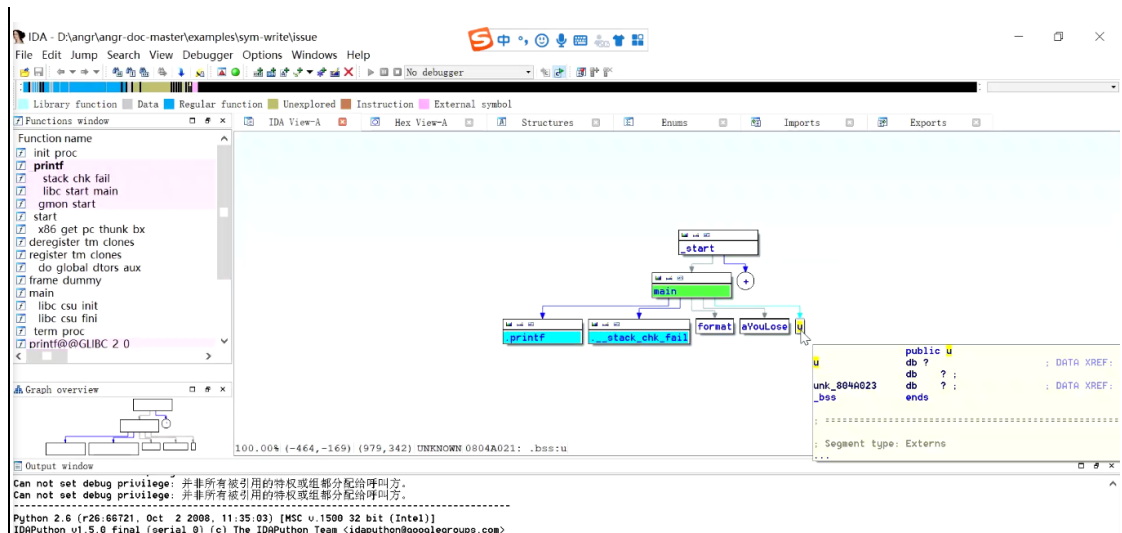 IDA - D:\angr\angr-doc-master\examples\sym-write\issue
中
File Edit Jump Search View Debugger Options Windows Help
No debugger
Library function Data Regular function Unexplored Instruction External symbol
Functions window
IDA View-A Hex View-A Structures Enums Imports Exports
Function name
init proc
printf
stack chk fail
libc start main
gmon start
start
x86 get pc thunk bx
deregister tm clones
register tm clones
do global dtors aux
frame dummy
main
libc csu init
libc csu fini
term proc
printf@@GLIBC 2 0
_start
main
.printf
.__stack_chk_fail
format
aYouLose
u
public u
u db ? ; DATA XREF:
db ? ;
unk_804A023 db ? ; ; DATA XREF:
_bss ends
; Segment type: Externs
...
Graph overview
100.00% (-464,-169) (979,342) UNKNOWN 0804A021: .bss:u
Output window
Can not set debug privilege: 并非所有被引用的特权或组都分配给呼叫方。
Can not set debug privilege: 并非所有被引用的特权或组都分配给呼叫方。
Python 2.6 (r26:66721, Oct 2 2008, 11:35:03) [MSC v.1500 32 bit (Intel)]
IDAPython v1.5.0 final (serial 0) (c) The IDAPython Team <idapython@googlegroups.com>